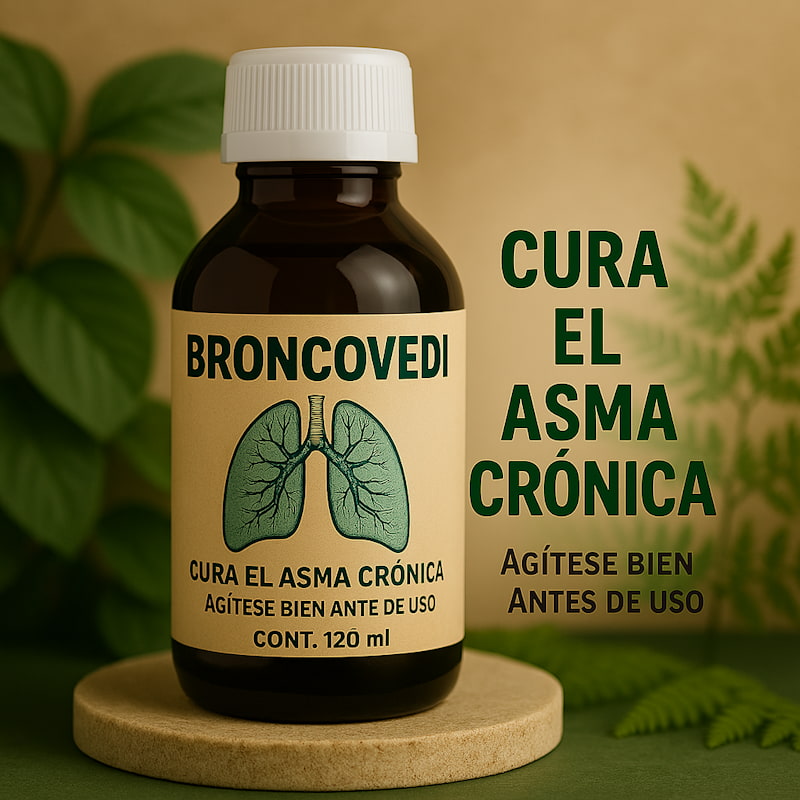 BRONCOVEDI
CURA EL ASMA CRÓNICA
AGÍTESE BIEN ANTE DE USO
CONT. 120 ml
CURA
EL
ASMA
CRÓNICA
AGÍTESE BIEN
ANTES DE USO